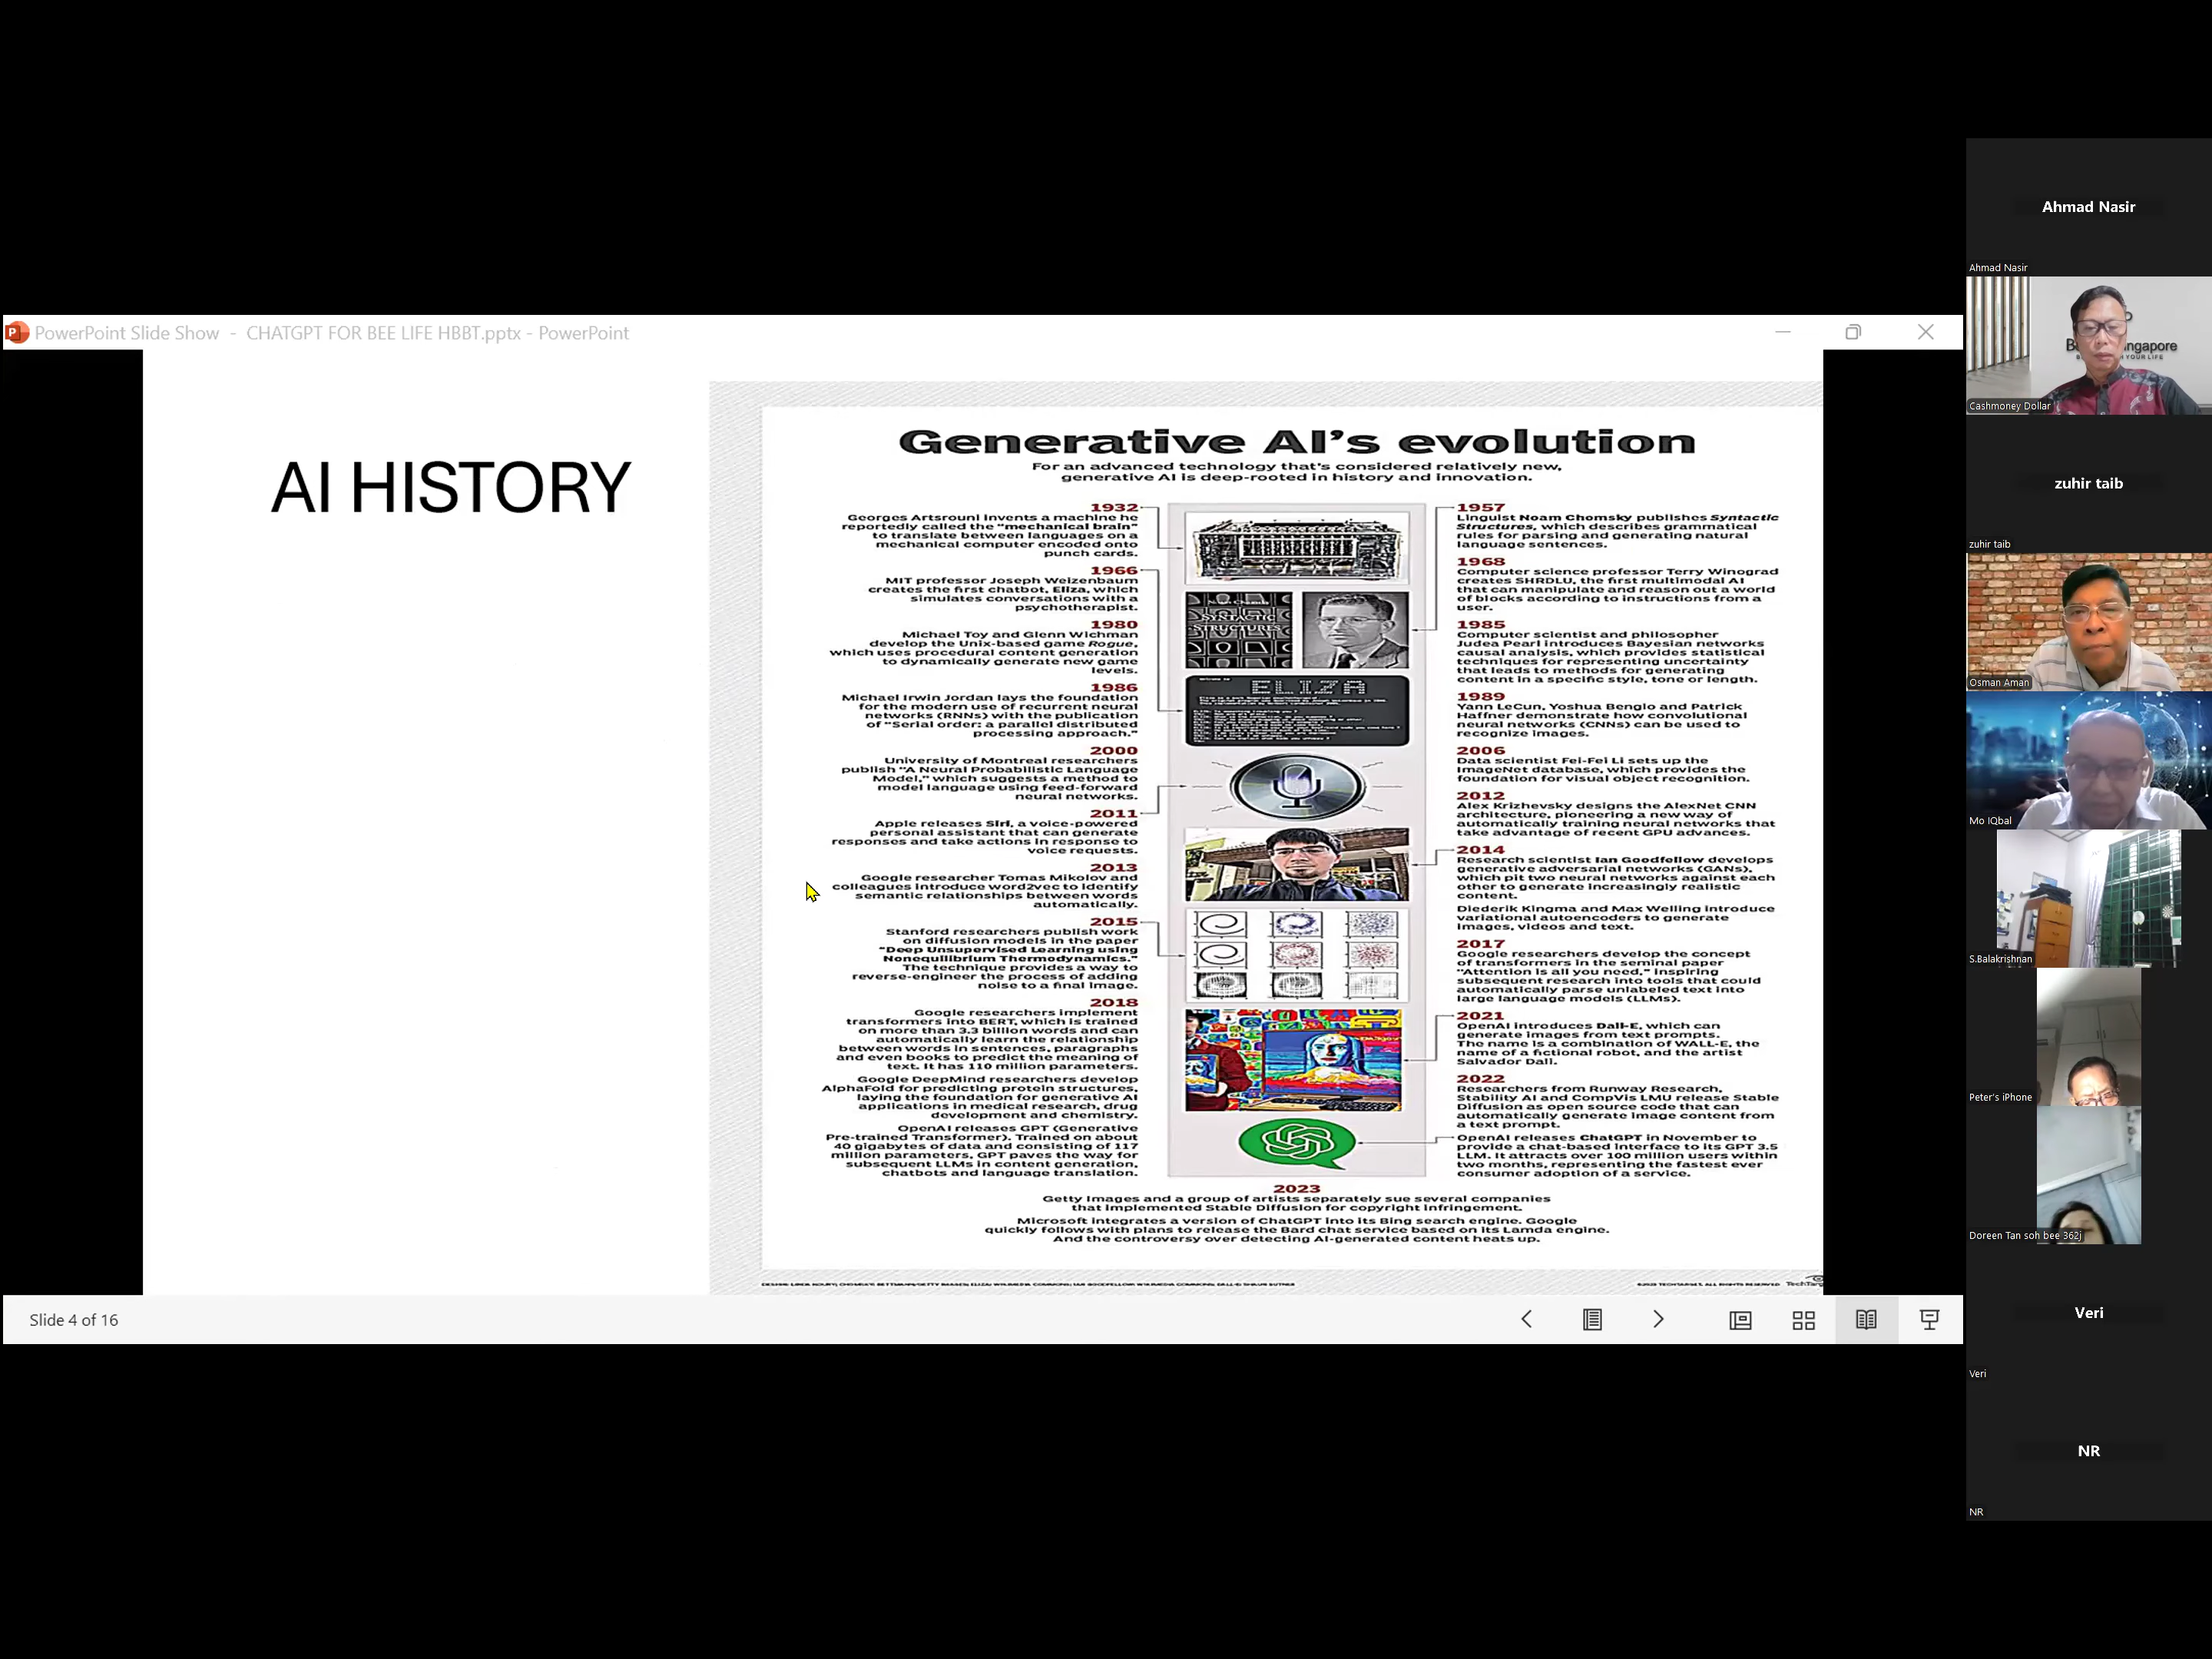 PowerPoint Slide Show - CHATGPT FOR BEE LIFE HBBT.pptx - PowerPoint
AI HISTORY
Generative AI's evolution
For an advanced technology that's considered relatively new,
generative AI is deep-rooted in history and innovation.
1932
Georges Artsrouni invents a machine he
reportedly called the "mechanical brain"
to translate between languages on a
mechanical computer encoded onto
punch cards.
1966
MIT professor Joseph Weizenbaum
creates the first chatbot, Eliza, which
simulates conversations with a
psychotherapist.
1980
Michael Toy and Glenn Wichman
develop the Unix-based game Rogue,
which uses procedural content generation
to dynamically generate new game
levels.
1986
Michael Irwin Jordan lays the foundation
for the modern use of recurrent neural
networks (RNNs) with the publication
of "Serial order: a parallel distributed
processing approach."
2000
University of Montreal researchers
publish "A Neural Probabilistic Language
Model," which suggests a method to
model language using feed-forward
neural networks.
2011
Apple releases Siri, a voice-powered
personal assistant that can generate
responses and take actions in response to
voice requests.
2013
Google researcher Tomas Mikolov and
colleagues introduce word2vec to identify
semantic relationships between words
automatically.
2015
Stanford researchers publish work
on diffusion models in the paper
"Deep Unsupervised Learning using
Nonequilibrium Thermodynamics."
The technique provides a way to
reverse-engineer the process of adding
noise to a final image.
2018
Google researchers implement
transformers into BERT, which is trained
on more than 3.3 billion words and can
automatically learn the relationship
between words in sentences, paragraphs
and even books to predict the meaning of
text. It has 110 million parameters.
Google DeepMind researchers develop
AlphaFold for predicting protein structures,
laying the foundation for generative AI
applications in medical research, drug
development and chemistry.
OpenAI releases GPT (Generative
Pre-trained Transformer). Trained on about
40 gigabytes of data and consisting of 117
million parameters, GPT paves the way for
subsequent LLMs in content generation,
chatbots and language translation.
SYNTACTIC
STRUCTURES
ELIZA
1957
Linguist Noam Chomsky publishes Syntactic
Structures, which describes grammatical
rules for parsing and generating natural
language sentences.
1968
Computer science professor Terry Winograd
creates SHRDLU, the first multimodal AI
that can manipulate and reason out a world
of blocks according to instructions from a
user.
1985
Computer scientist and philosopher
Judea Pearl introduces Bayesian networks
causal analysis, which provides statistical
techniques for representing uncertainty
that leads to methods for generating
content in a specific style, tone or length.
1989
Yann LeCun, Yoshua Bengio and Patrick
Haffner demonstrate how convolutional
neural networks (CNNs) can be used to
recognize images.
2006
Data scientist Fei-Fei Li sets up the
ImageNet database, which provides the
foundation for visual object recognition.
2012
Alex Krizhevsky designs the AlexNet CNN
architecture, pioneering a new way of
automatically training neural networks that
take advantage of recent GPU advances.
2014
Research scientist Ian Goodfellow develops
generative adversarial networks (GANs),
which pit two neural networks against each
other to generate increasingly realistic
content.
Diederik Kingma and Max Welling introduce
variational autoencoders to generate
images, videos and text.
2017
Google researchers develop the concept
of transformers in the seminal paper
"Attention is all you need," inspiring
subsequent research into tools that could
automatically parse unlabeled text into
large language models (LLMs).
2021
OpenAI introduces Dall-E, which can
generate images from text prompts.
The name is a combination of WALL-E, the
name of a fictional robot, and the artist
Salvador Dali.
2022
Researchers from Runway Research,
Stability AI and CompVis LMU release Stable
Diffusion as open source code that can
automatically generate image content from
a text prompt.
OpenAI releases ChatGPT in November to
provide a chat-based interface to its GPT 3.5
LLM. It attracts over 100 million users within
two months, representing the fastest ever
consumer adoption of a service.
2023
Getty Images and a group of artists separately sue several companies
that implemented Stable Diffusion for copyright infringement.
Microsoft integrates a version of ChatGPT into its Bing search engine. Google
quickly follows with plans to release the Bard chat service based on its Lamda engine.
And the controversy over detecting AI-generated content heats up.
Slide 4 of 16
Ahmad Nasir
Ahmad Nasir
ngapore
YOUR LIFE
Cashmoney Dollar
zuhir taib
zuhir taib
Osman Aman
Mo IQbal
S.Balakrishnan
Peter's iPhone
Doreen Tan soh bee 362j
Veri
Veri
NR
NR